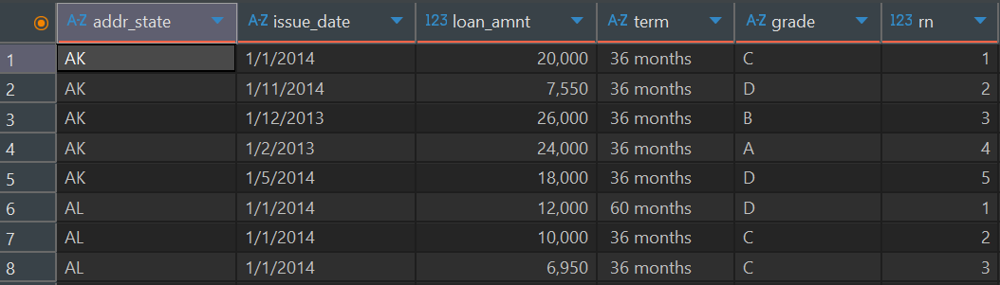 A-Z addr_state A-Z issue_date 123 loan_amnt A-Z term A-Z grade 123 rn
1 AK 1/1/2014 20,000 36 months C 1
2 AK 1/11/2014 7,550 36 months D 2
3 AK 1/12/2013 26,000 36 months B 3
4 AK 1/2/2013 24,000 36 months A 4
5 AK 1/5/2014 18,000 36 months D 5
6 AL 1/1/2014 12,000 60 months D 1
7 AL 1/1/2014 10,000 36 months C 2
8 AL 1/1/2014 6,950 36 months C 3